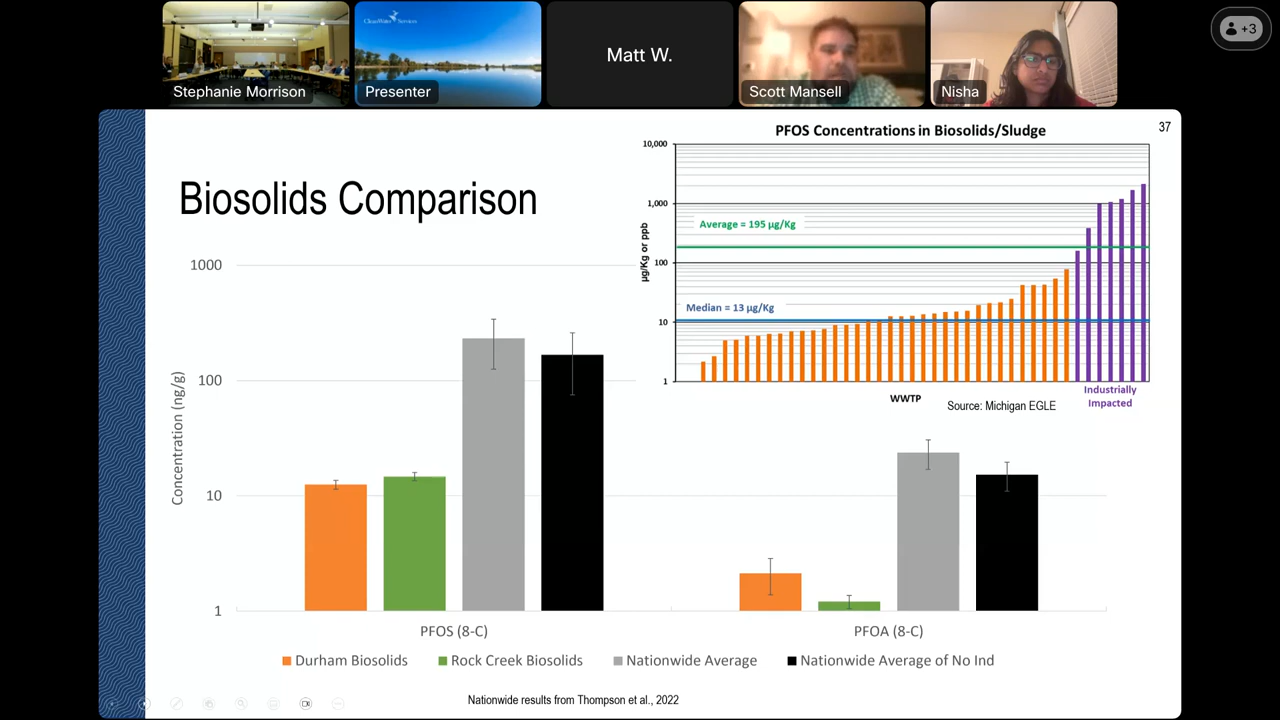 CleanWater Services
Stephanie Morrison
Presenter
Matt W.
Scott Mansell
Nisha
+3
37
Biosolids Comparison
PFOS Concentrations in Biosolids/Sludge
10,000
1,000
100
10
1
µg/Kg or ppb
Average = 195 µg/Kg
Median = 13 µg/Kg
WWTP
Industrially
Impacted
Source: Michigan EGLE
1000
100
10
1
Concentration (ng/g)
PFOS (8-C)
PFOA (8-C)
Durham Biosolids
Rock Creek Biosolids
Nationwide Average
Nationwide Average of No Ind
Nationwide results from Thompson et al., 2022